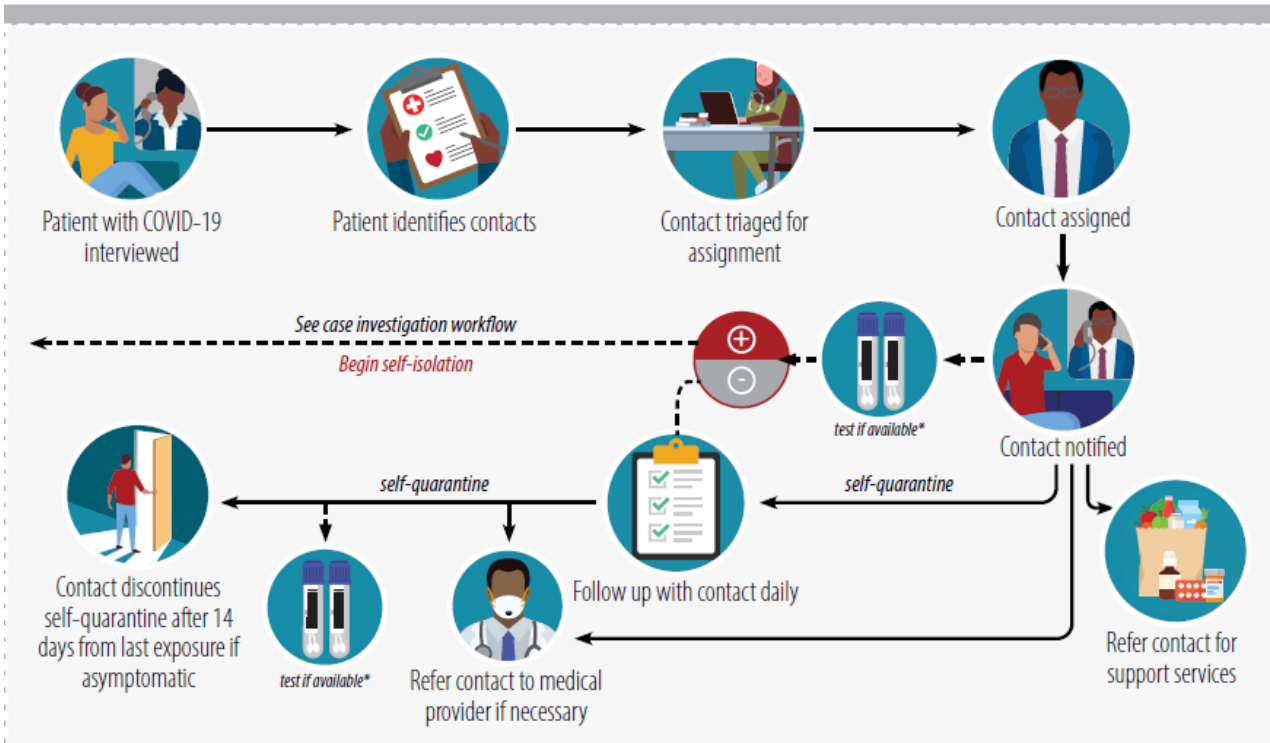 Patient with COVID-19
interviewed
Patient identifies contacts
Contact triaged for
assignment
Contact assigned
See case investigation workflow
Begin self-isolation
+
-
test if available*
Contact notified
self-quarantine
self-quarantine
Follow up with contact daily
Contact discontinues
self-quarantine after 14
days from last exposure if
asymptomatic
test if available*
Refer contact to medical
provider if necessary
Refer contact for
support services